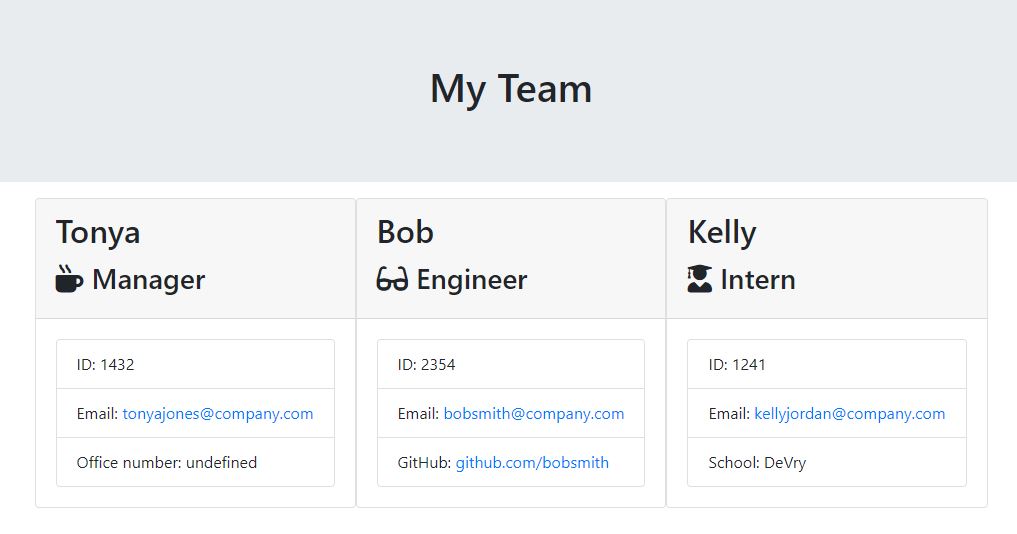 My Team
Tonya
Manager
ID: 1432
Email: tonyajones@company.com
Office number: undefined
Bob
Engineer
ID: 2354
Email: bobsmith@company.com
GitHub: github.com/bobsmith
Kelly
Intern
ID: 1241
Email: kellyjordan@company.com
School: DeVry